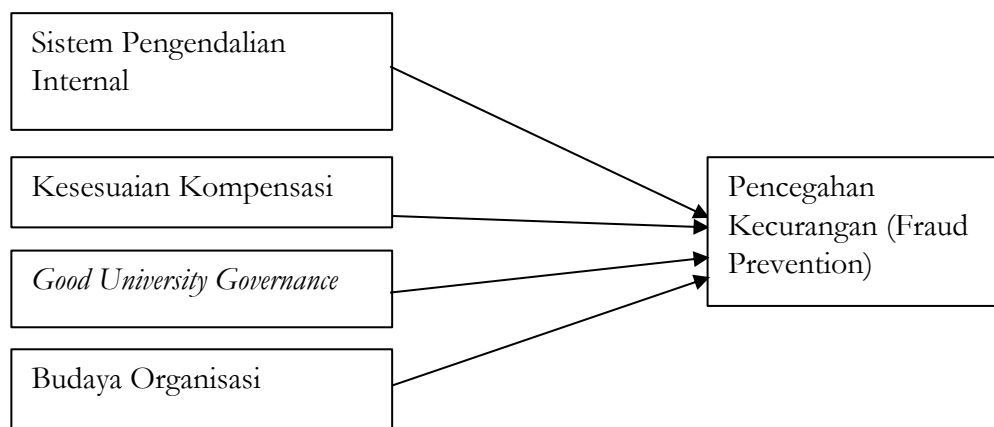 Sistem Pengendalian
Internal
Kesesuaian Kompensasi
Good University Governance
Budaya Organisasi
Pencegahan
Kecurangan (Fraud
Prevention)